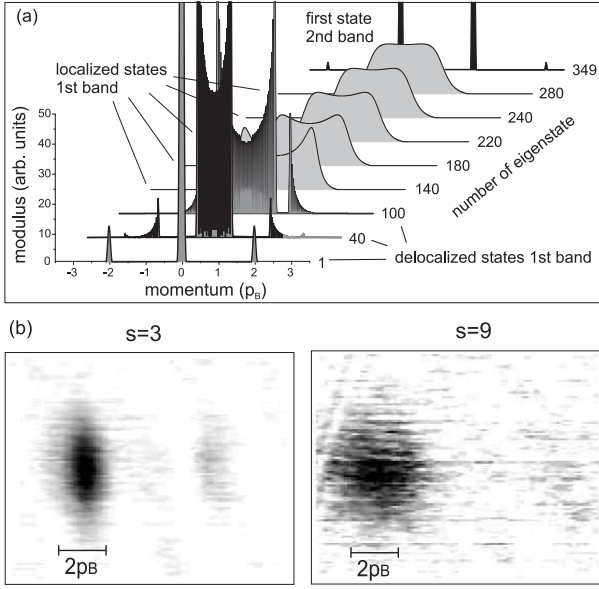 (a)
first state
2nd band
localized states
1st band
349
280
240
220
180
140
100
40
1
number of eigenstate
delocalized states 1st band
modulus (arb. units)
50
40
30
20
10
0
-3 -2 -1 0 1 2 3
momentum (pB)
(b)
s=3 s=9
2pB 2pB